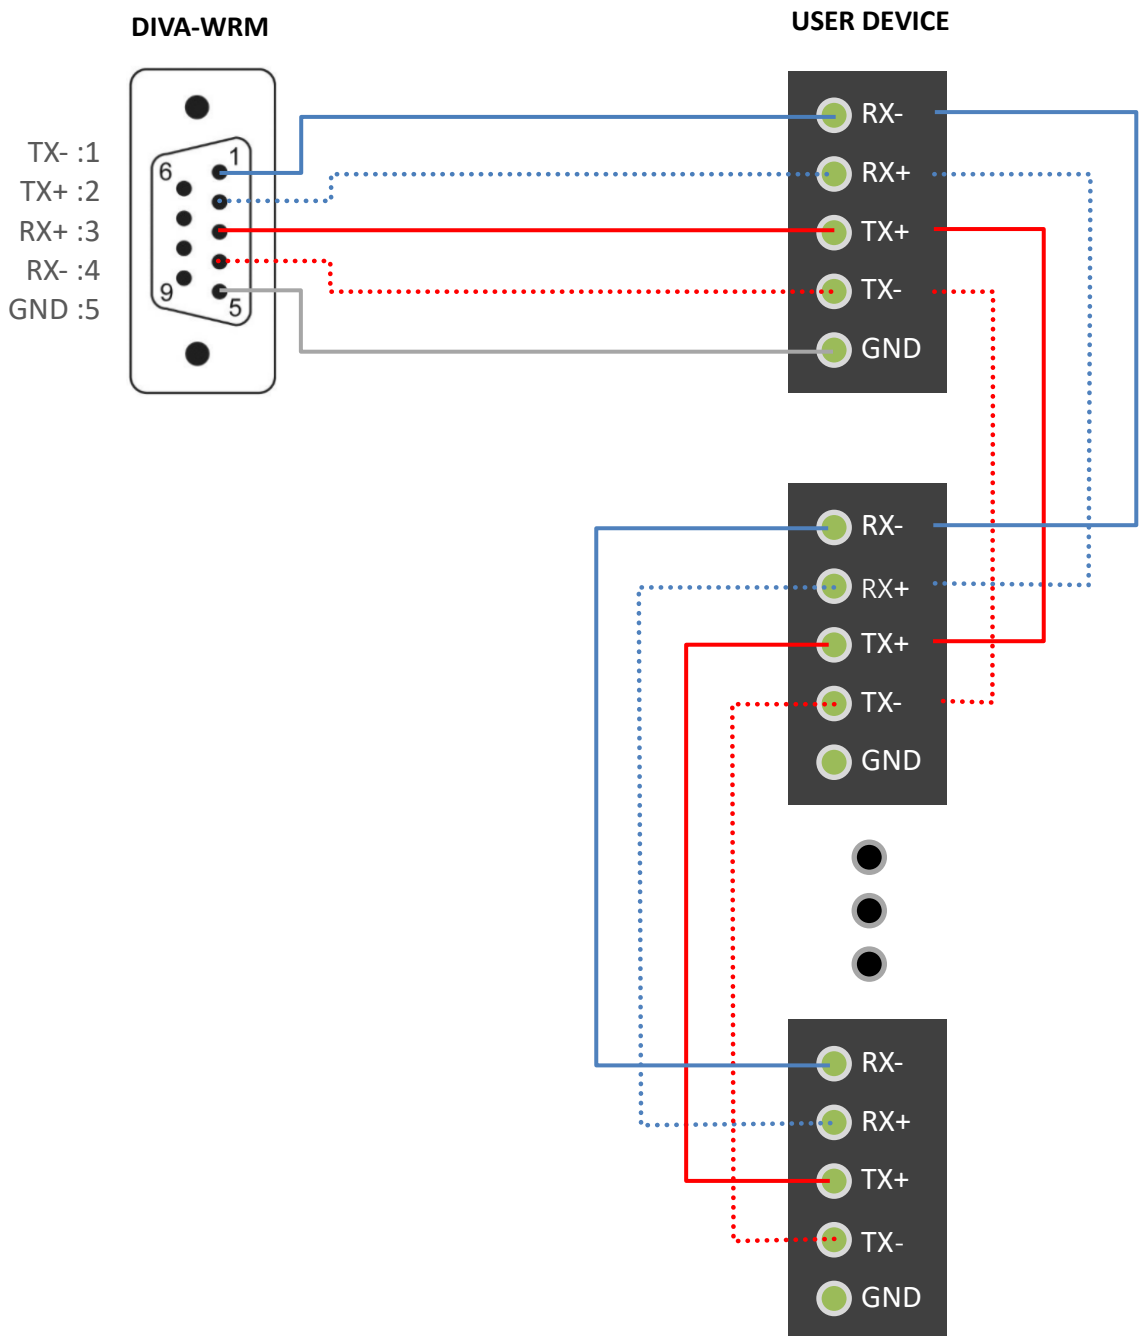 DIVA-WRM
USER DEVICE
TX- :1
TX+ :2
RX+ :3
RX- :4
GND :5
1
6
9
5
RX-
RX+
TX+
TX-
GND
RX-
RX+
TX+
TX-
GND
RX-
RX+
TX+
TX-
GND